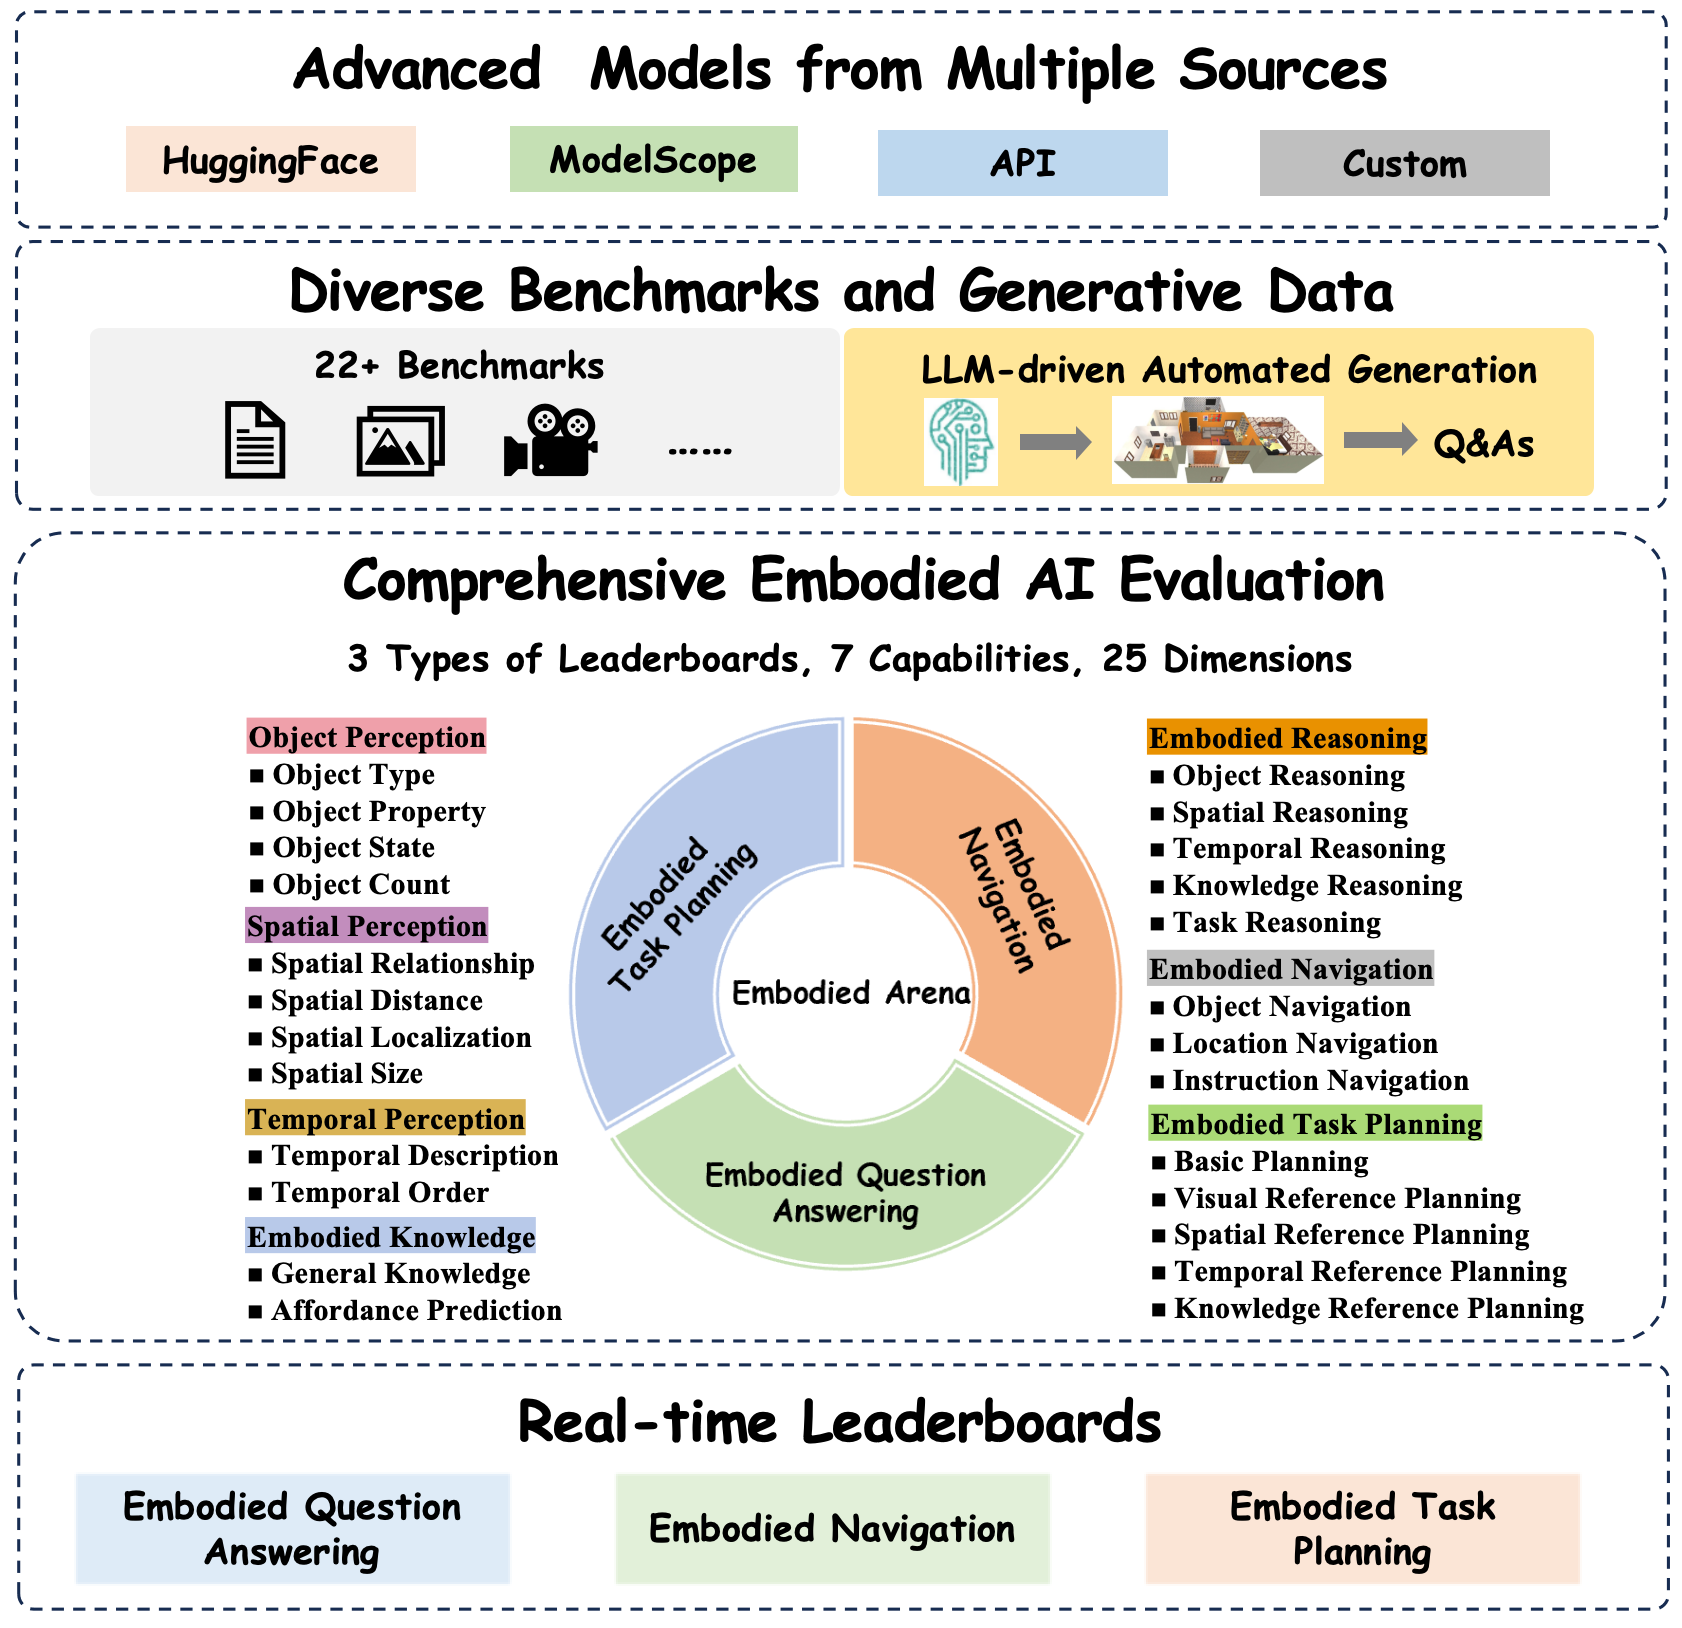 Advanced Models from Multiple Sources
HuggingFace
ModelScope
API
Custom
Diverse Benchmarks and Generative Data
22+ Benchmarks
......
LLM-driven Automated Generation
Q&As
Comprehensive Embodied AI Evaluation
3 Types of Leaderboards, 7 Capabilities, 25 Dimensions
Object Perception
■ Object Type
■ Object Property
■ Object State
■ Object Count
Spatial Perception
■ Spatial Relationship
■ Spatial Distance
■ Spatial Localization
■ Spatial Size
Temporal Perception
■ Temporal Description
■ Temporal Order
Embodied Knowledge
■ General Knowledge
■ Affordance Prediction
Embodied
Task Planning
Embodied
Navigation
Embodied Arena
Embodied Question
Answering
Embodied Reasoning
■ Object Reasoning
■ Spatial Reasoning
■ Temporal Reasoning
■ Knowledge Reasoning
■ Task Reasoning
Embodied Navigation
■ Object Navigation
■ Location Navigation
■ Instruction Navigation
Embodied Task Planning
■ Basic Planning
■ Visual Reference Planning
■ Spatial Reference Planning
■ Temporal Reference Planning
■ Knowledge Reference Planning
Real-time Leaderboards
Embodied Question
Answering
Embodied Navigation
Embodied Task
Planning